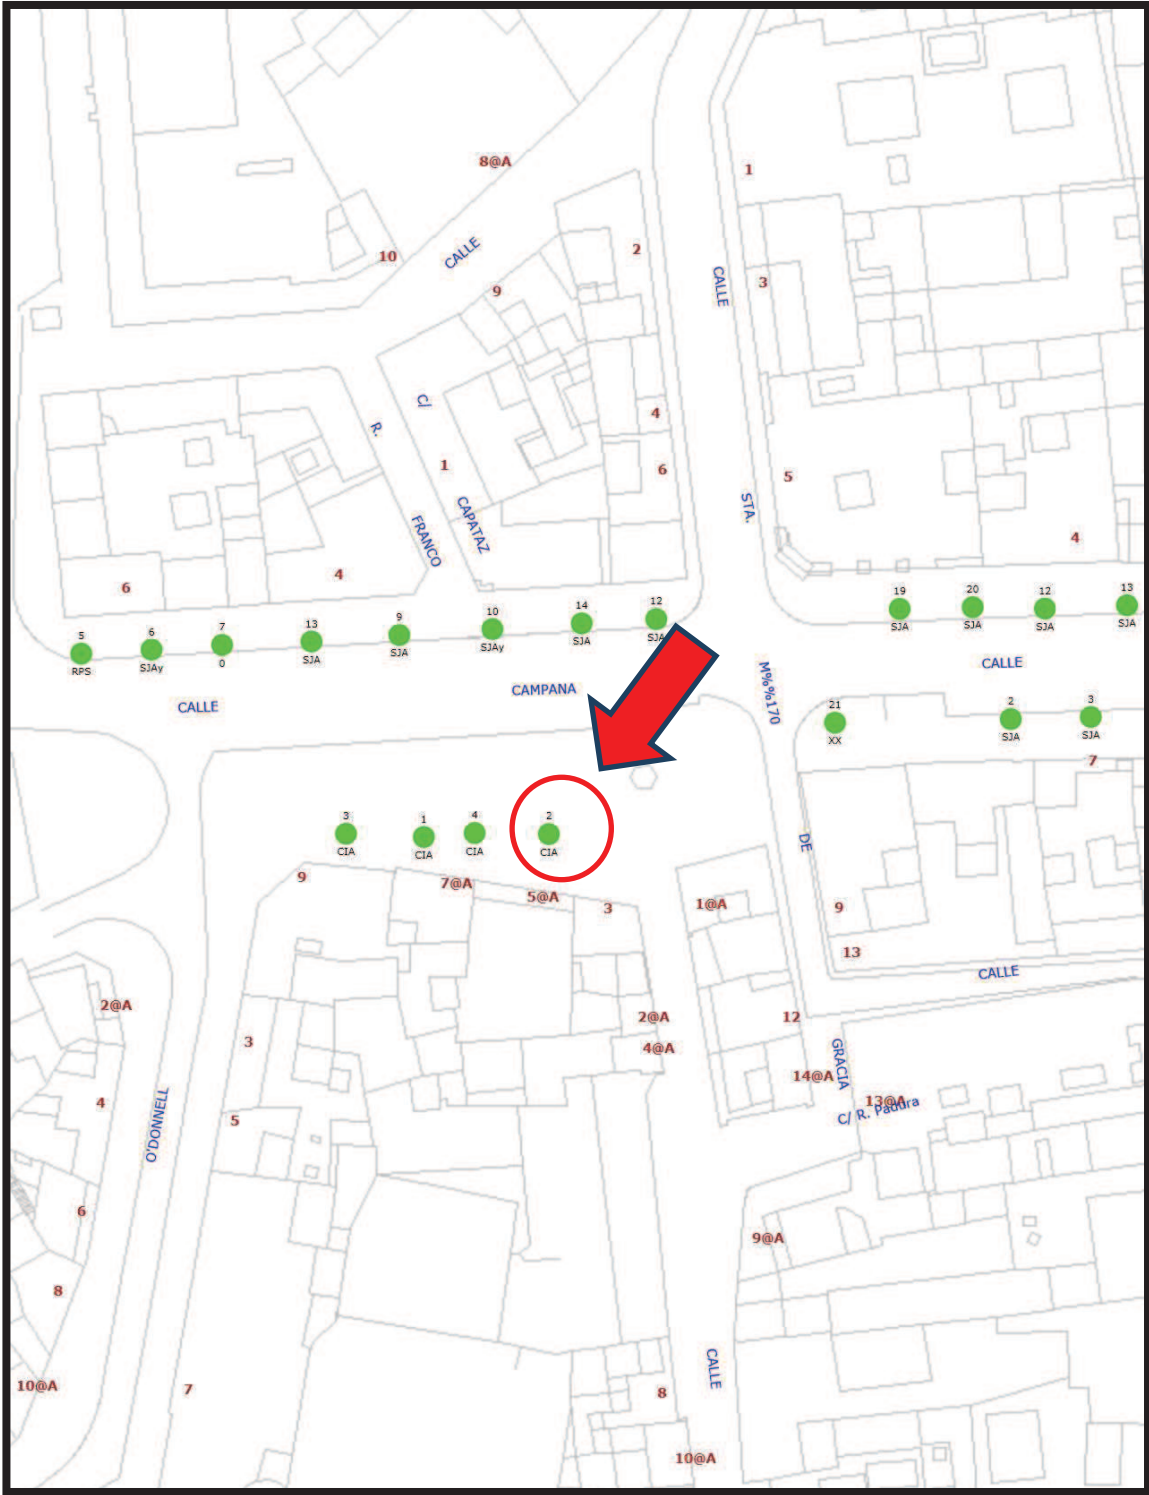 8@A
1
10
CALLE
2
9
CALLE
3
C/
R.
4
1
6
5
STA.
CAPATAZ
FRANCO
4
6
4
5
RPS
6
SJAy
7
0
13
SJA
9
SJA
10
SJAy
14
SJA
12
SJA
19
SJA
20
SJA
12
SJA
13
SJA
CALLE
CAMPANA
CALLE
M%%170
21
XX
2
SJA
3
SJA
7
3
CIA
1
CIA
4
CIA
2
CIA
DE
9
7@A
5@A
3
1@A
9
13
CALLE
2@A
3
2@A
4@A
12
GRACIA
14@A
13@A
C/ R. Padura
4
O'DONNELL
5
6
9@A
8
CALLE
10@A
7
8
10@A